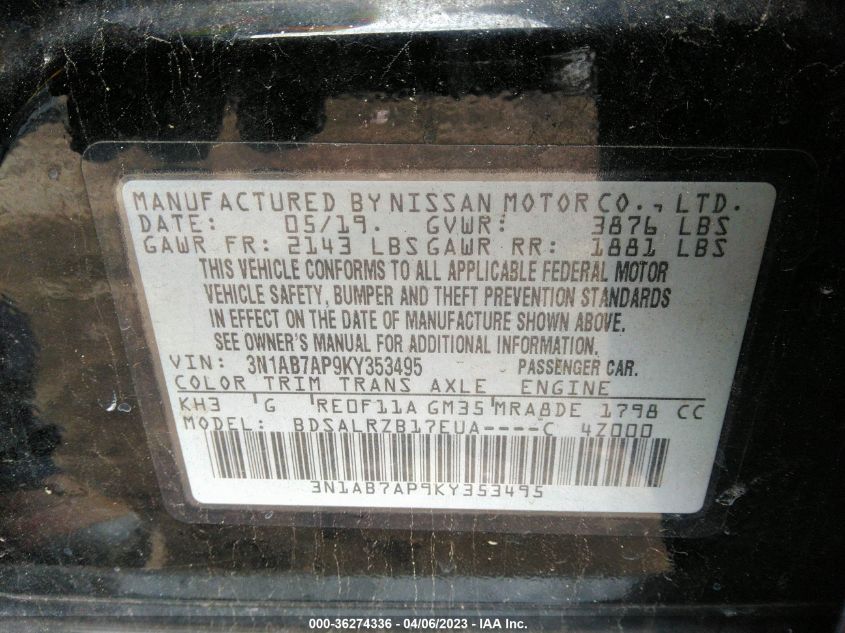 MANUFACTURED BY NISSAN MOTOR CO., LTD.
DATE: 05/19. GVWR: 3876 LBS
GAWR FR: 2143 LBS GAWR RR: 1881 LBS
THIS VEHICLE CONFORMS TO ALL APPLICABLE FEDERAL MOTOR
VEHICLE SAFETY, BUMPER AND THEFT PREVENTION STANDARDS
IN EFFECT ON THE DATE OF MANUFACTURE SHOWN ABOVE.
SEE OWNER'S MANUAL FOR ADDITIONAL INFORMATION.
VIN: 3N1AB7AP9KY353495 PASSENGER CAR.
COLOR TRIM TRANS AXLE ENGINE
KH3 G RE0F11A GM35 MRA8DE 1798 CC
MODEL: BDSALRZB17EUA----C 4Z000
3N1AB7AP9KY353495
000-36274336 - 04/06/2023 - IAA Inc.